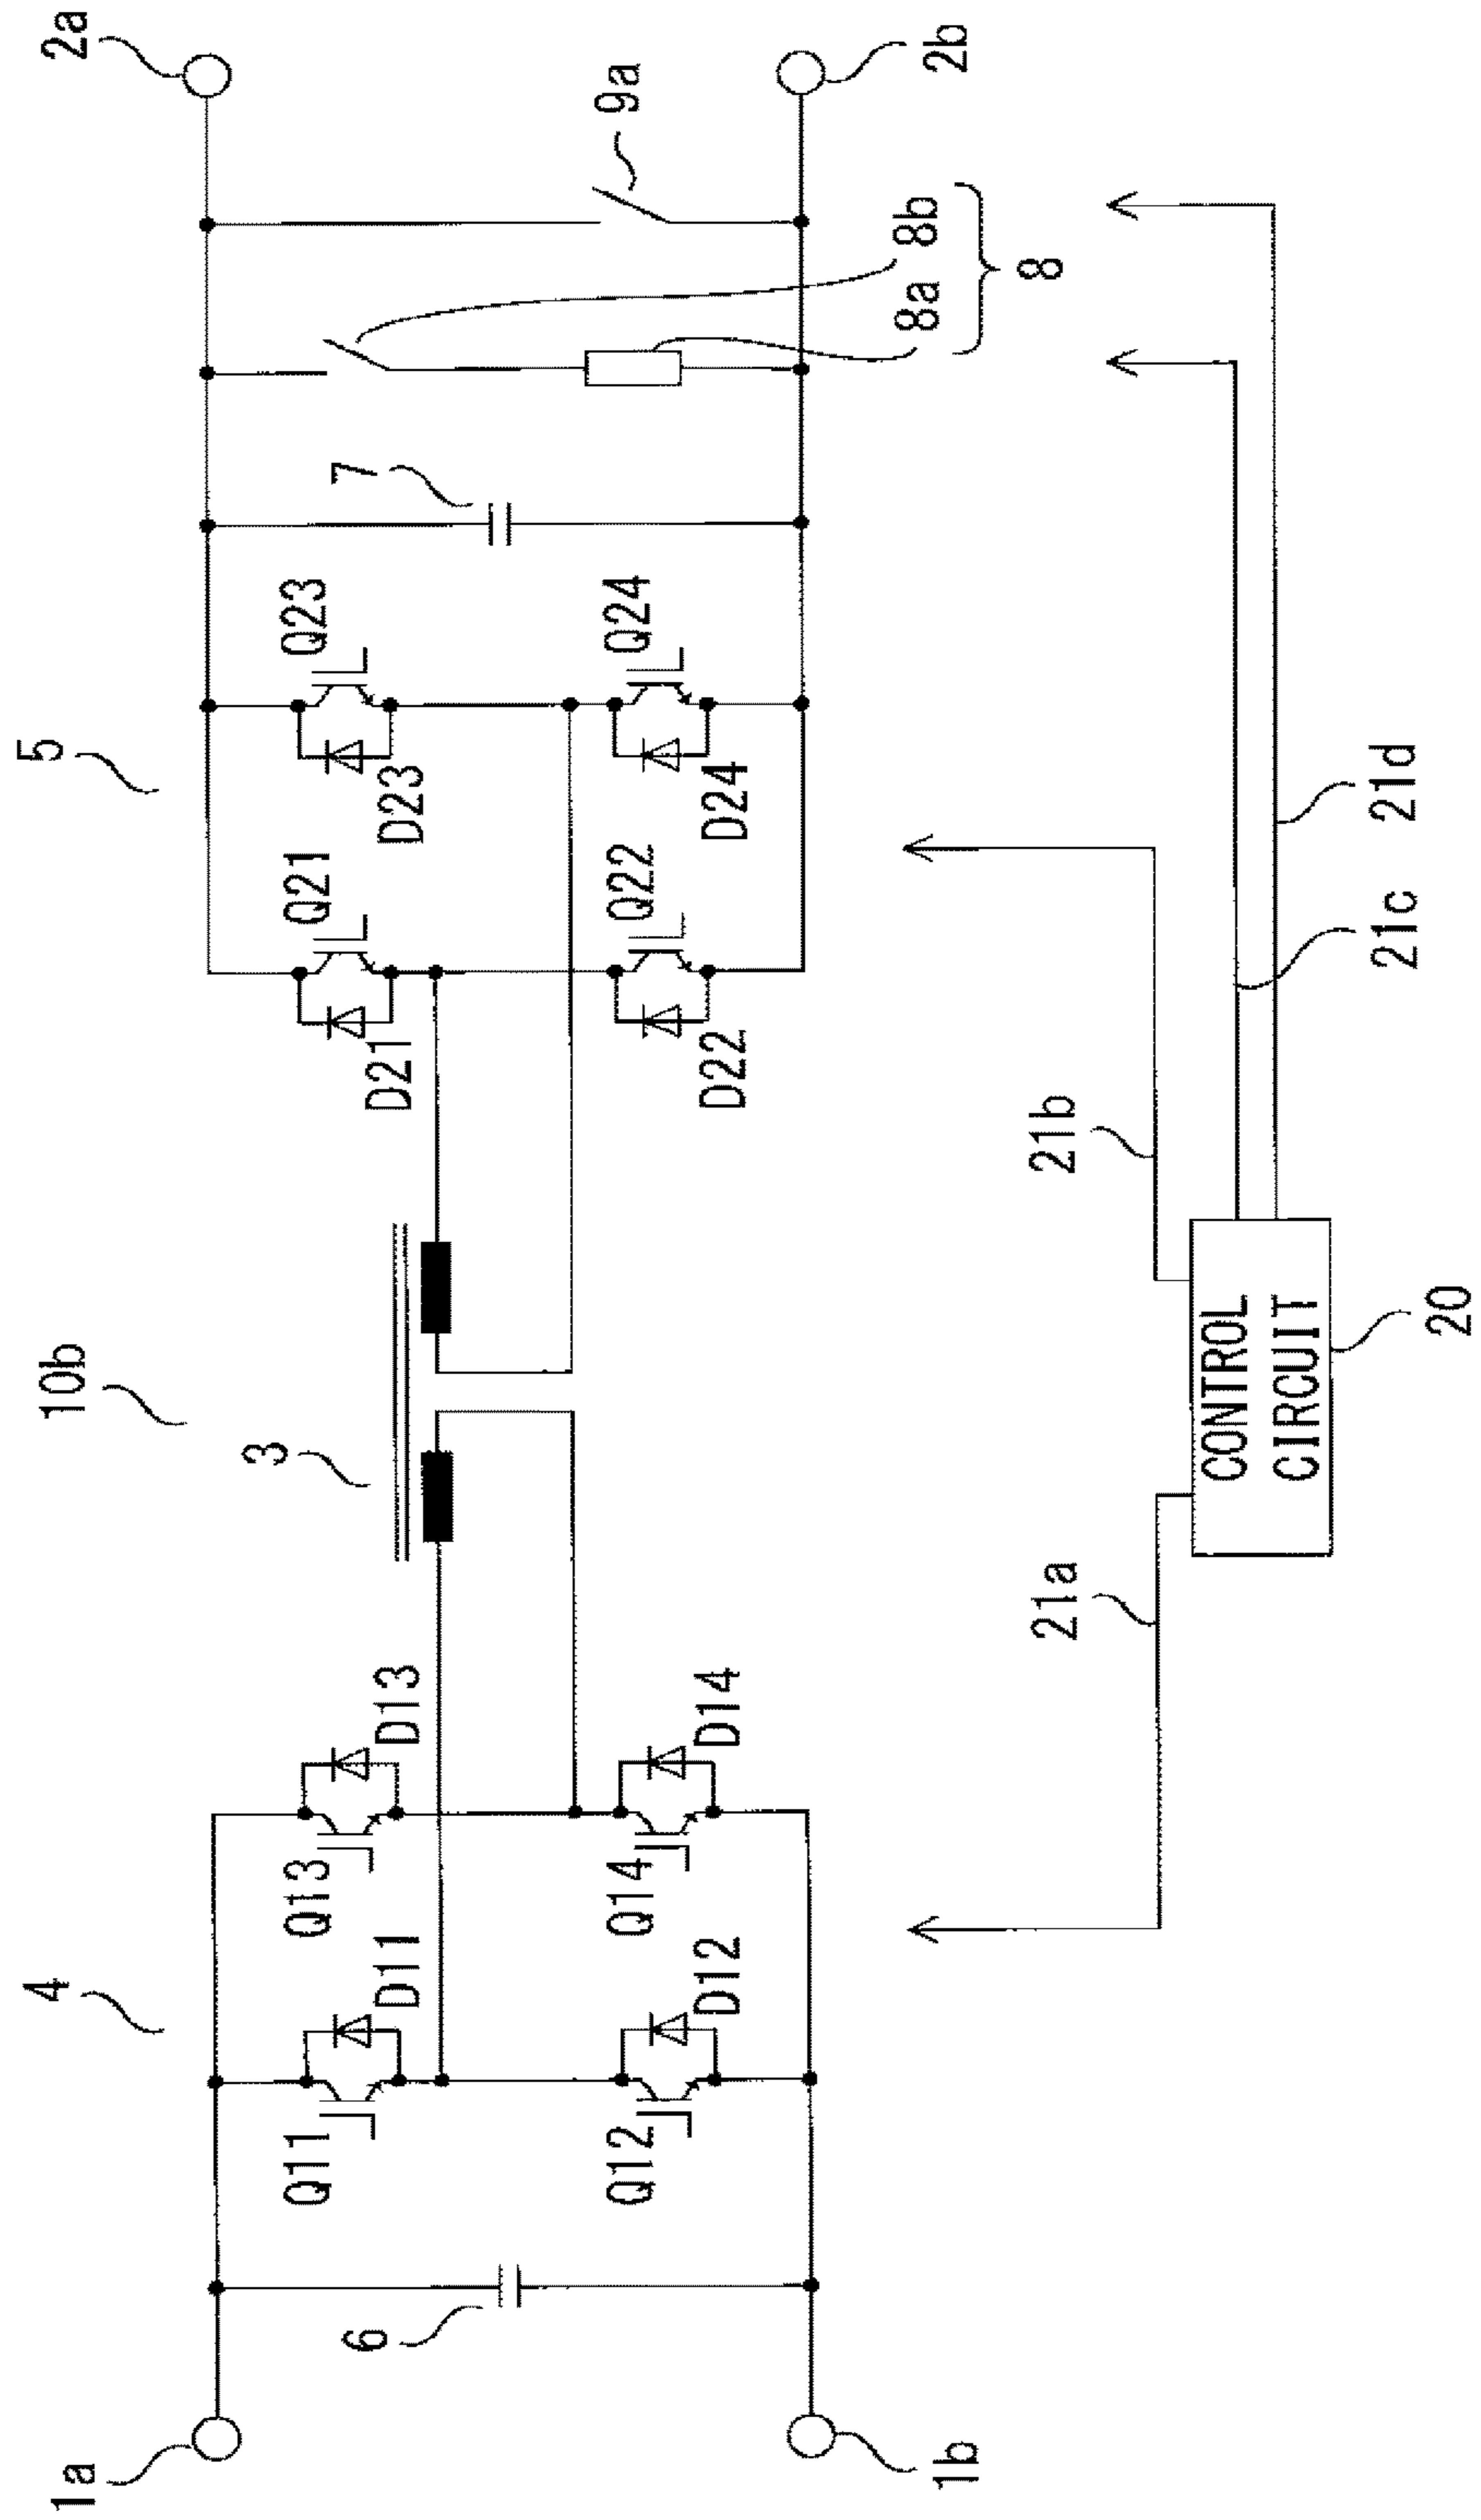 10b
4
5
1a
2a
3
Q11
D11
Q13
D13
D21
Q21
D23
Q23
6
7
9a
Q12
D12
Q14
D14
D22
Q22
D24
Q24
8a
8b
1b
2b
8
21a
21b
CONTROL
CIRCUIT
21c
21d
20